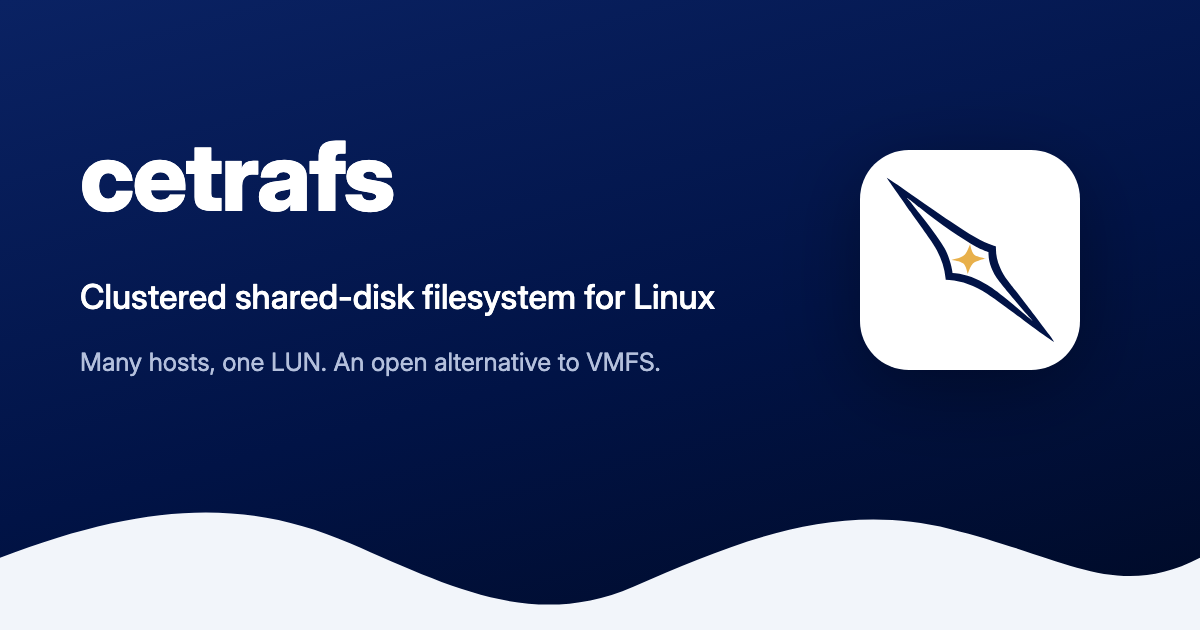 cetrafs
Clustered shared-disk filesystem for Linux
Many hosts, one LUN. An open alternative to VMFS.